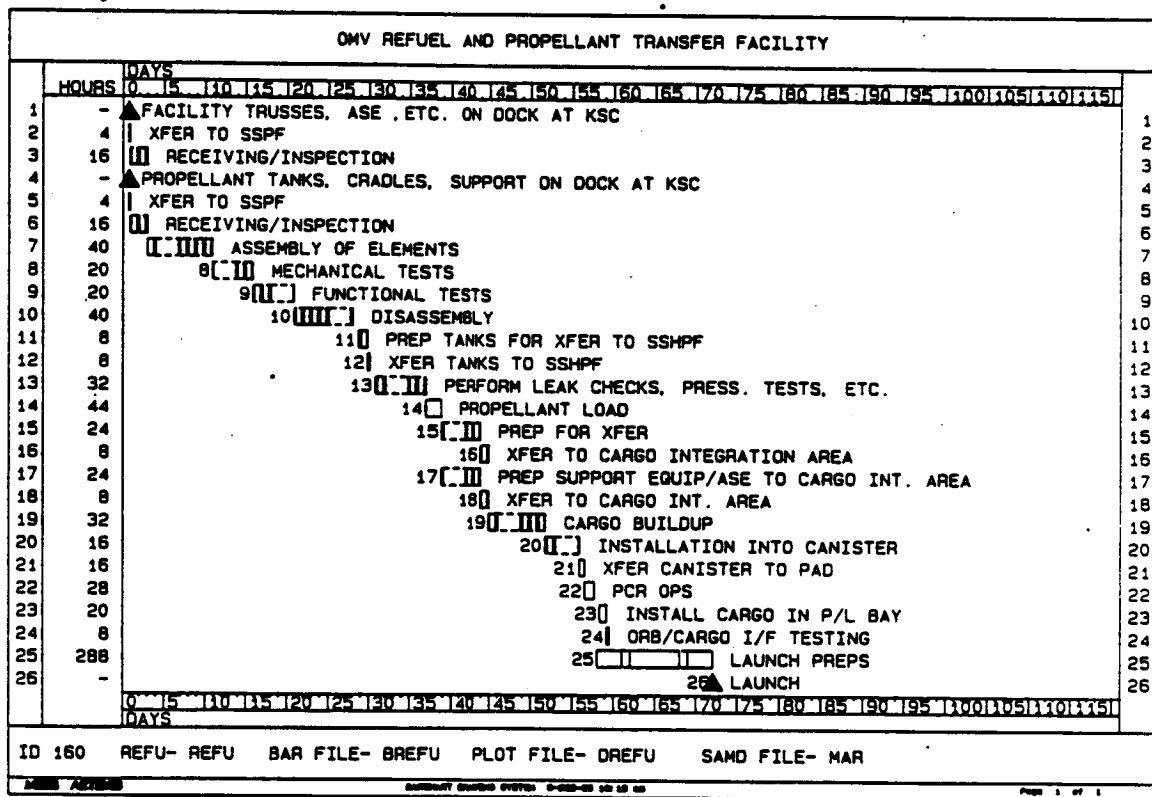 OMV REFUEL AND PROPELLANT TRANSFER FACILITY
DAYS
HOURS 0 5 10 15 20 25 30 35 40 45 50 55 60 65 70 75 80 85 90 95 100 105 110 115
1 - FACILITY TRUSSES, ASE ,ETC. ON DOCK AT KSC 1
2 4 XFER TO SSPF 2
3 16 RECEIVING/INSPECTION 3
4 - PROPELLANT TANKS, CRADLES, SUPPORT ON DOCK AT KSC 4
5 4 XFER TO SSPF 5
6 16 RECEIVING/INSPECTION 6
7 40 ASSEMBLY OF ELEMENTS 7
8 20 8 MECHANICAL TESTS 8
9 20 9 FUNCTIONAL TESTS 9
10 40 10 DISASSEMBLY 10
11 8 11 PREP TANKS FOR XFER TO SSHPF 11
12 8 12 XFER TANKS TO SSHPF 12
13 32 13 PERFORM LEAK CHECKS, PRESS. TESTS, ETC. 13
14 44 14 PROPELLANT LOAD 14
15 24 15 PREP FOR XFER 15
16 8 16 XFER TO CARGO INTEGRATION AREA 16
17 24 17 PREP SUPPORT EQUIP/ASE TO CARGO INT. AREA 17
18 8 18 XFER TO CARGO INT. AREA 18
19 32 19 CARGO BUILDUP 19
20 16 20 INSTALLATION INTO CANISTER 20
21 16 21 XFER CANISTER TO PAD 21
22 28 22 PCR OPS 22
23 20 23 INSTALL CARGO IN P/L BAY 23
24 8 24 ORB/CARGO I/F TESTING 24
25 288 25 LAUNCH PREPS 25
26 - 26 LAUNCH 26
0 5 10 15 20 25 30 35 40 45 50 55 60 65 70 75 80 85 90 95 100 105 110 115
DAYS
ID 160 REFU- REFU BAR FILE- BREFU PLOT FILE- DREFU SAMD FILE- MAR
Page 1 of 1